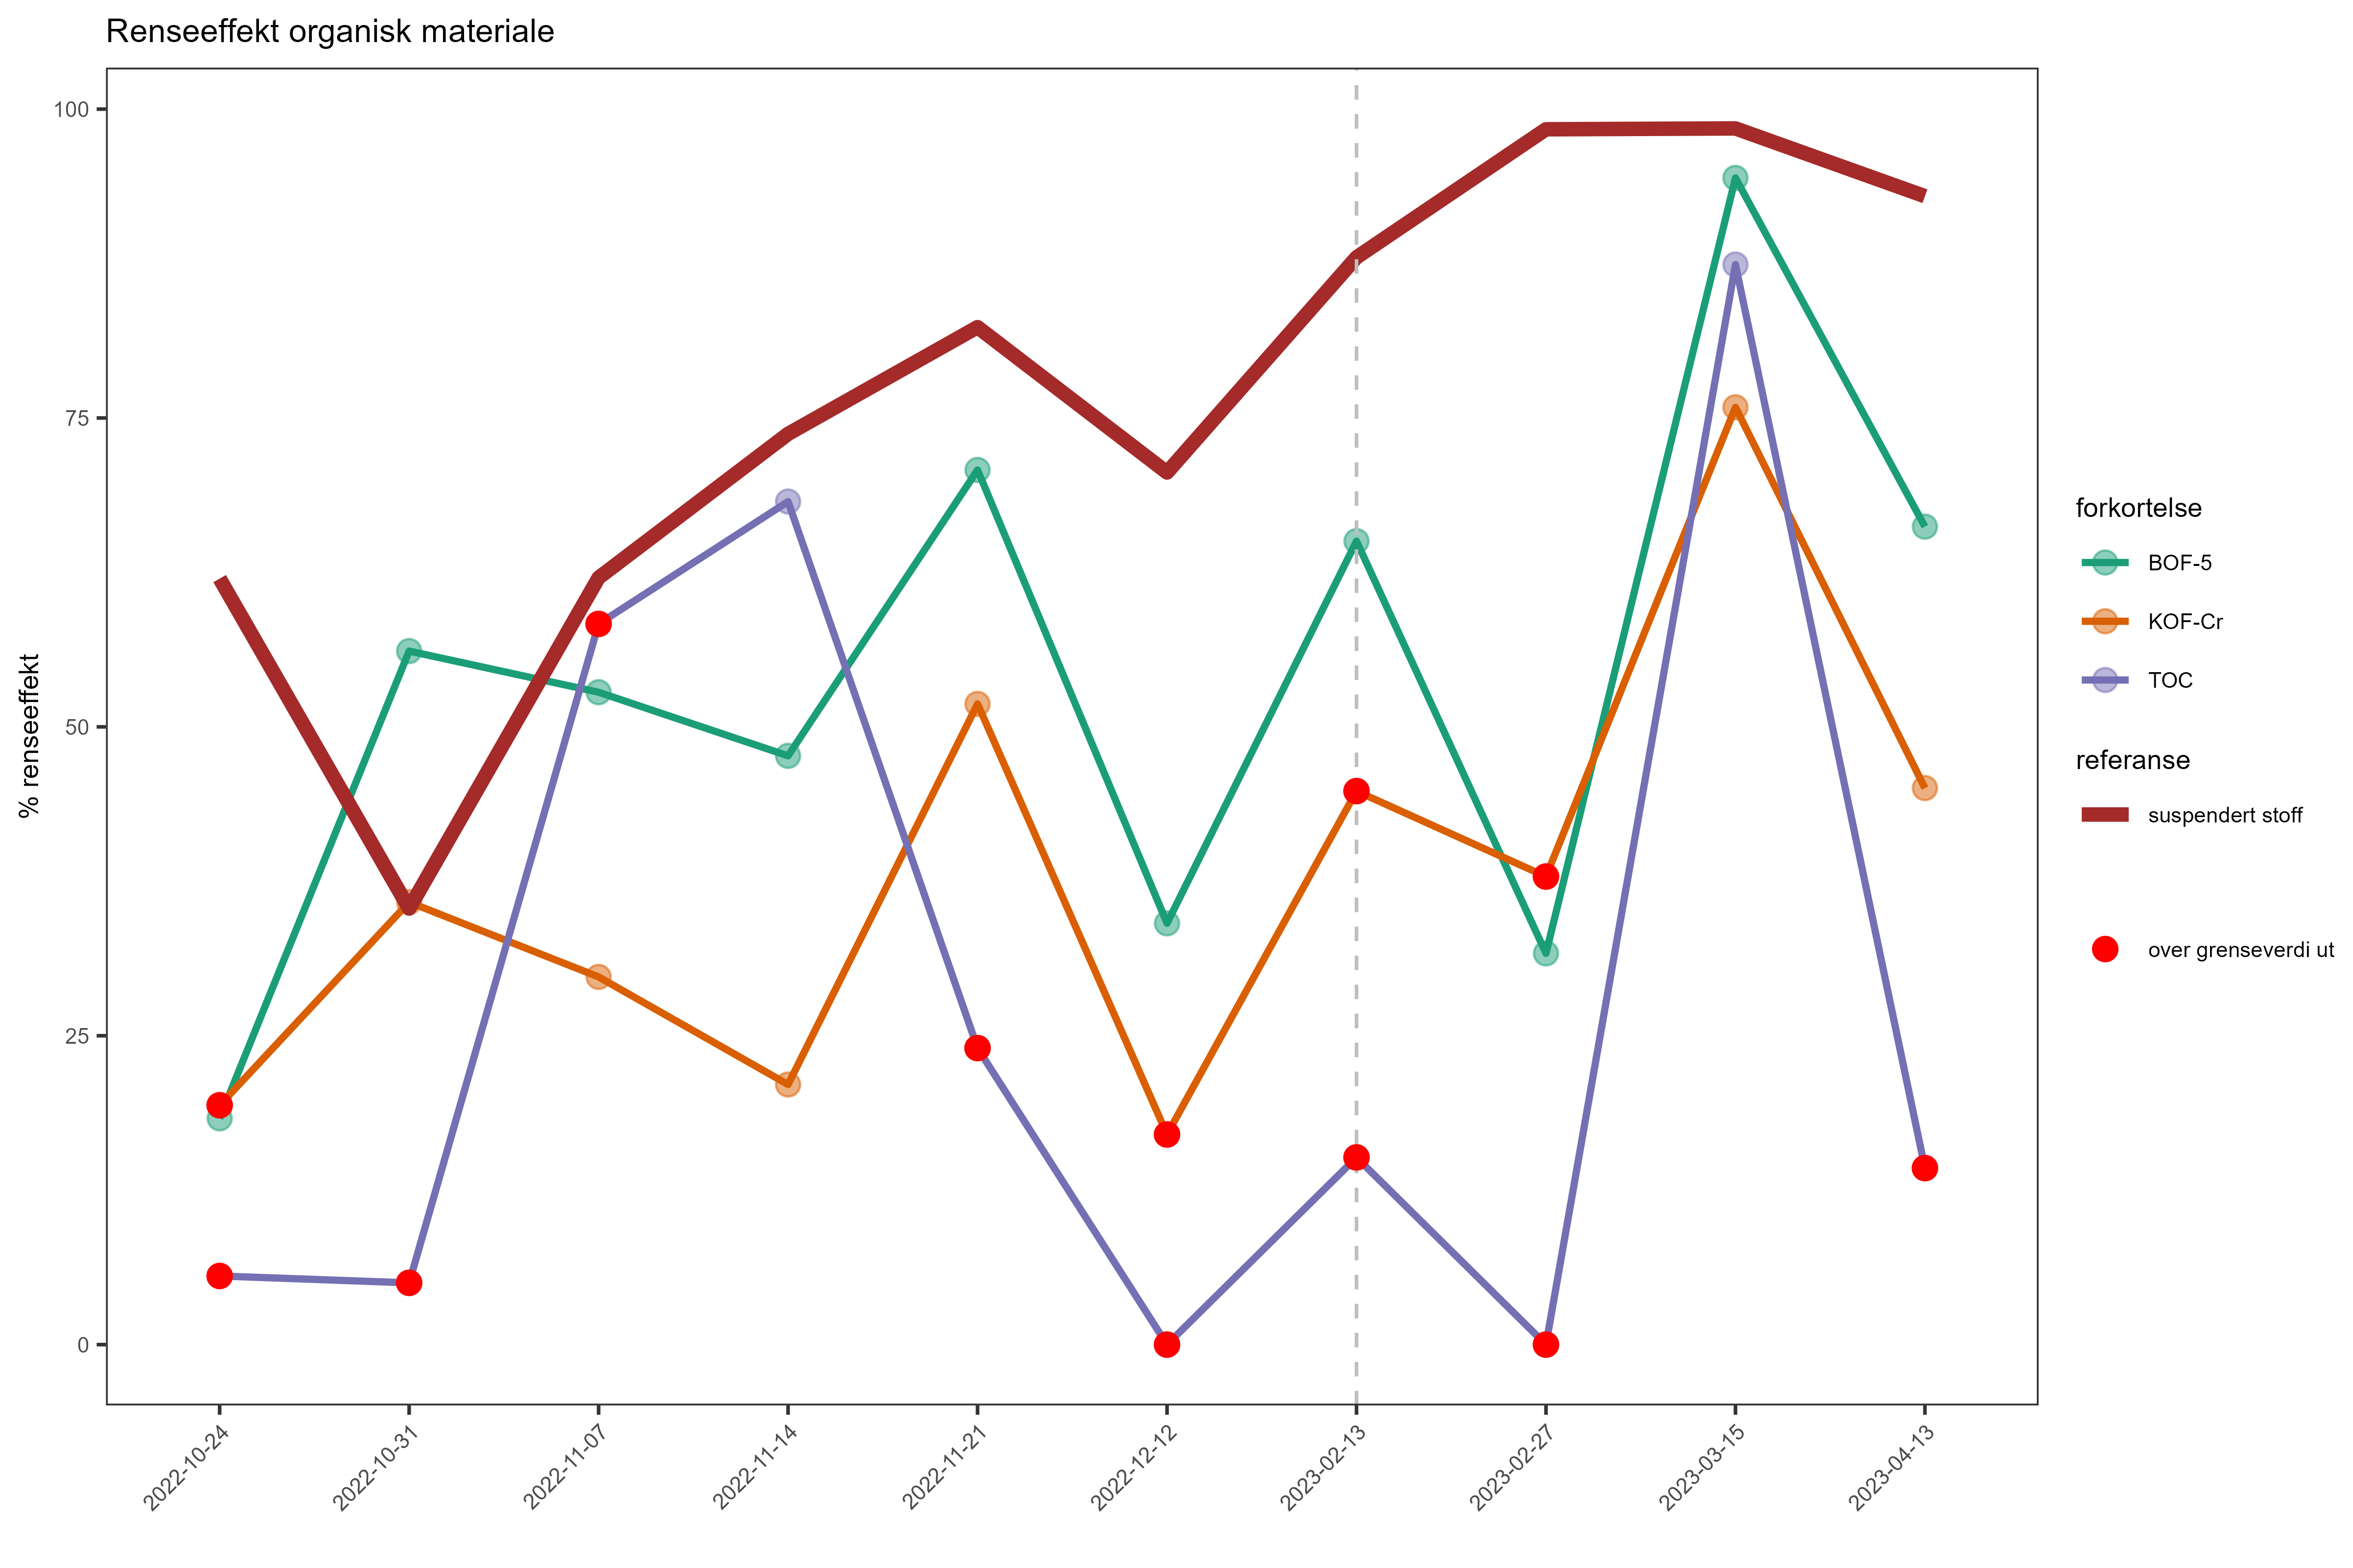 Renseeffekt organisk materiale
% renseeffekt
100
75
50
25
0
2022-10-24
2022-10-31
2022-11-07
2022-11-14
2022-11-21
2022-12-12
2023-02-13
2023-02-27
2023-03-15
2023-04-13
forkortelse
BOF-5
KOF-Cr
TOC
referanse
suspendert stoff
over grenseverdi ut